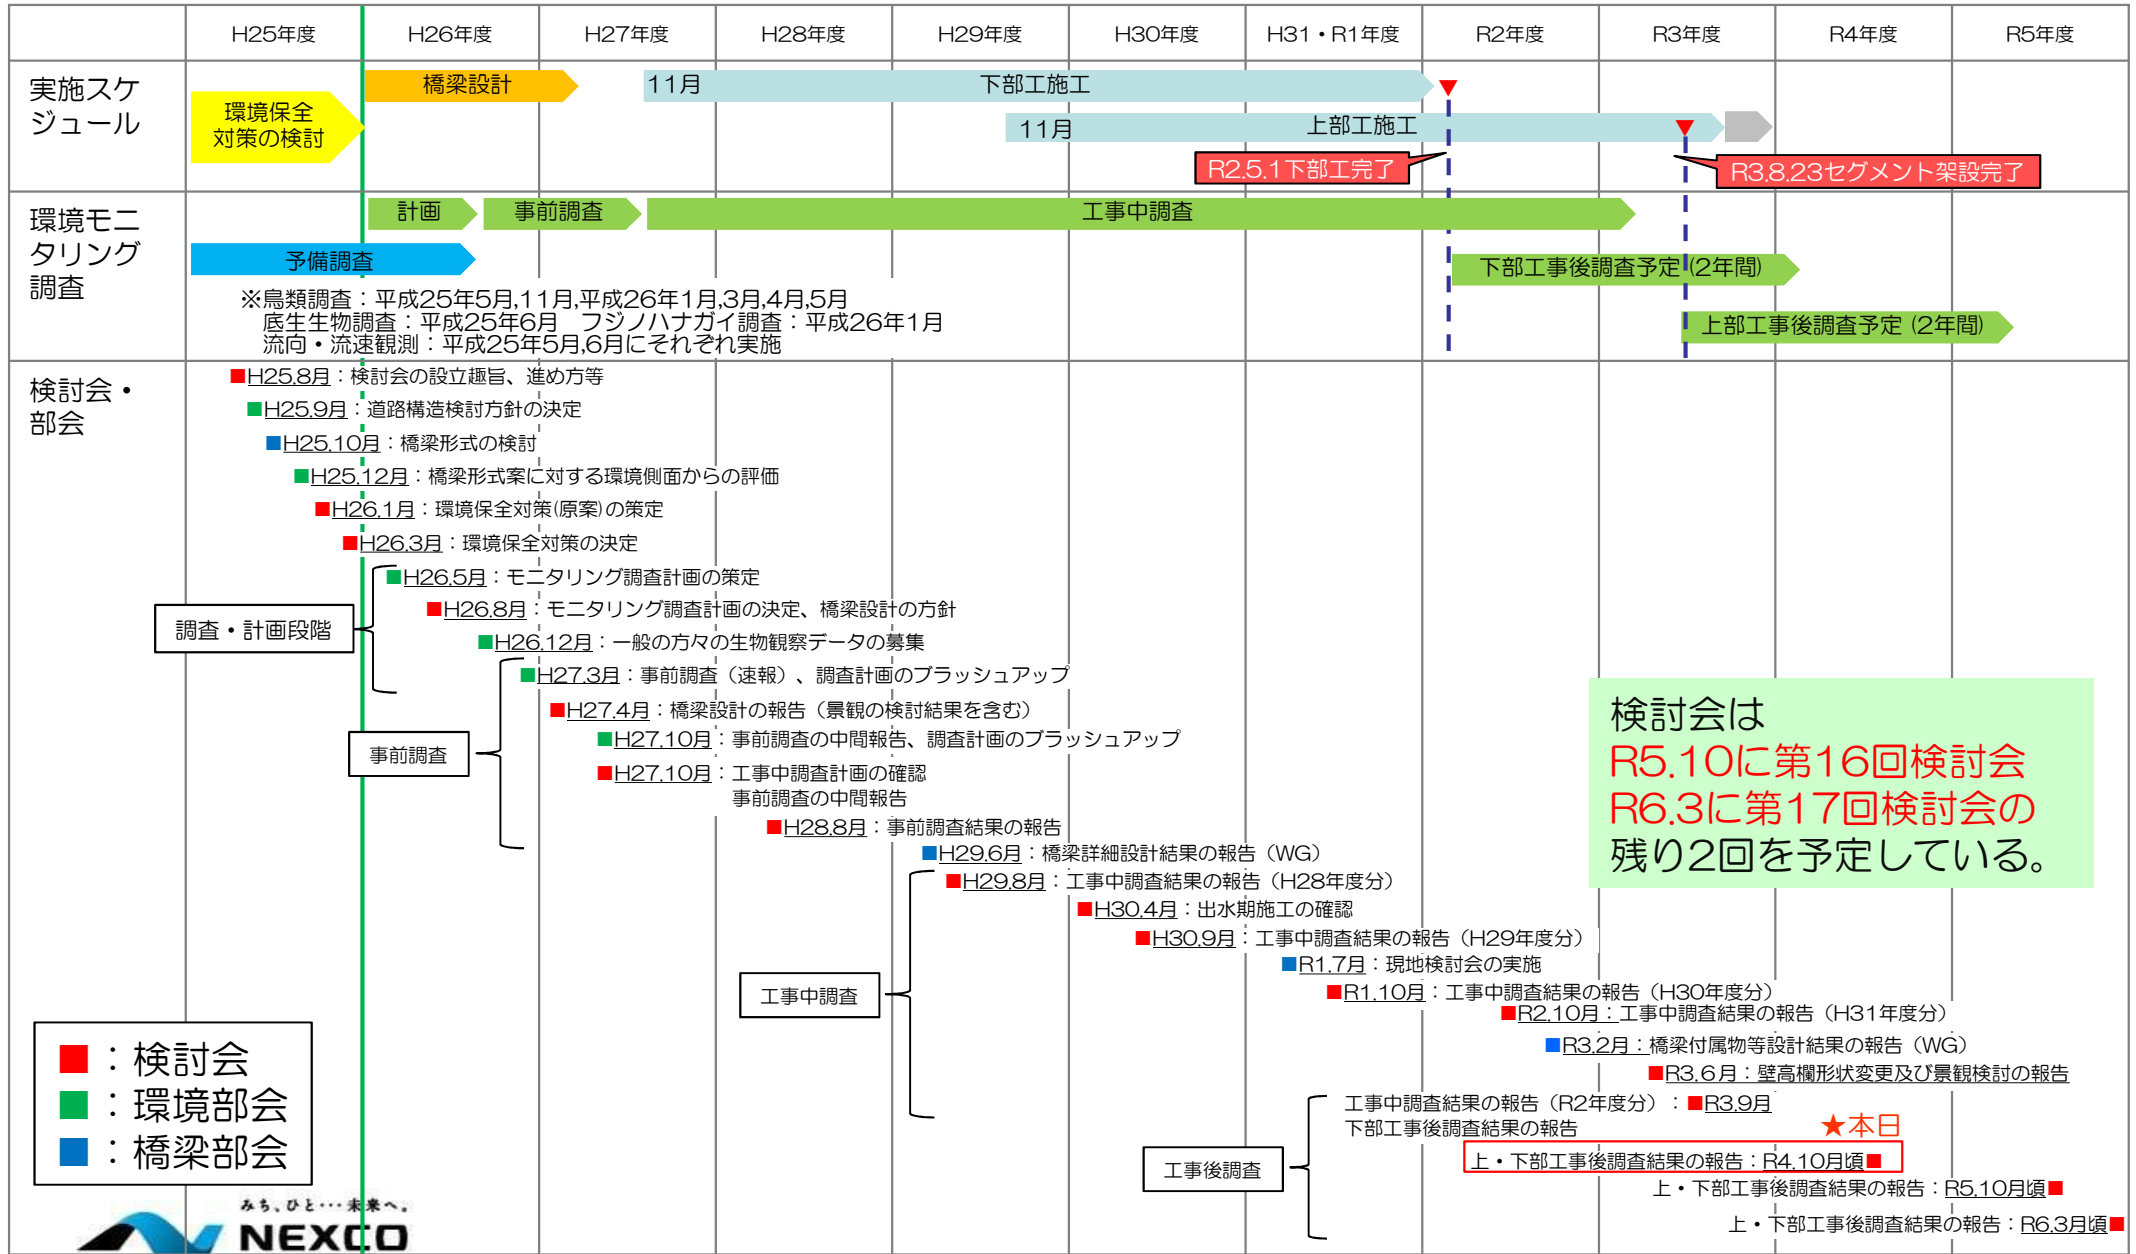 H25年度 H26年度 H27年度 H28年度 H29年度 H30年度 H31・R1年度 R2年度 R3年度 R4年度 R5年度
実施スケ
ジュール
環境保全
対策の検討
橋梁設計
11月 下部工施工
11月 上部工施工
R2.5.1下部工完了
R3.8.23セグメント架設完了
環境モニ
タリング
調査
計画
事前調査
工事中調査
予備調査
下部工事後調査予定 (2年間)
上部工事後調査予定 (2年間)
※鳥類調査：平成25年5月,11月,平成26年1月,3月,4月,5月
底生生物調査：平成25年6月　フジノハナガイ調査：平成26年1月
流向・流速観測：平成25年5月,6月にそれぞれ実施
検討会・
部会
■H25.8月：検討会の設立趣旨、進め方等
■H25.9月：道路構造検討方針の決定
■H25.10月：橋梁形式の検討
■H25.12月：橋梁形式案に対する環境側面からの評価
■H26.1月：環境保全対策(原案)の策定
■H26.3月：環境保全対策の決定
調査・計画段階
■H26.5月：モニタリング調査計画の策定
■H26.8月：モニタリング調査計画の決定、橋梁設計の方針
■H26.12月：一般の方々の生物観察データの募集
事前調査
■H27.3月：事前調査（速報）、調査計画のブラッシュアップ
■H27.4月：橋梁設計の報告（景観の検討結果を含む）
■H27.10月：事前調査の中間報告、調査計画のブラッシュアップ
■H27.10月：工事中調査計画の確認
事前調査の中間報告
■H28.8月：事前調査結果の報告
■H29.6月：橋梁詳細設計結果の報告（WG）
工事中調査
■H29.8月：工事中調査結果の報告（H28年度分）
■H30.4月：出水期施工の確認
■H30.9月：工事中調査結果の報告（H29年度分）
■R1.7月：現地検討会の実施
■R1.10月：工事中調査結果の報告（H30年度分）
■R2.10月：工事中調査結果の報告（H31年度分）
■R3.2月：橋梁付属物等設計結果の報告（WG）
■R3.6月：壁高欄形状変更及び景観検討の報告
工事後調査
工事中調査結果の報告（R2年度分）：■R3.9月
下部工事後調査結果の報告
★本日
上・下部工事後調査結果の報告：R4.10月頃■
上・下部工事後調査結果の報告：R5.10月頃■
上・下部工事後調査結果の報告：R6.3月頃■
検討会は
R5.10に第16回検討会
R6.3に第17回検討会の
残り2回を予定している。
■：検討会
■：環境部会
■：橋梁部会
みち、ひと…未来へ。
NEXCO